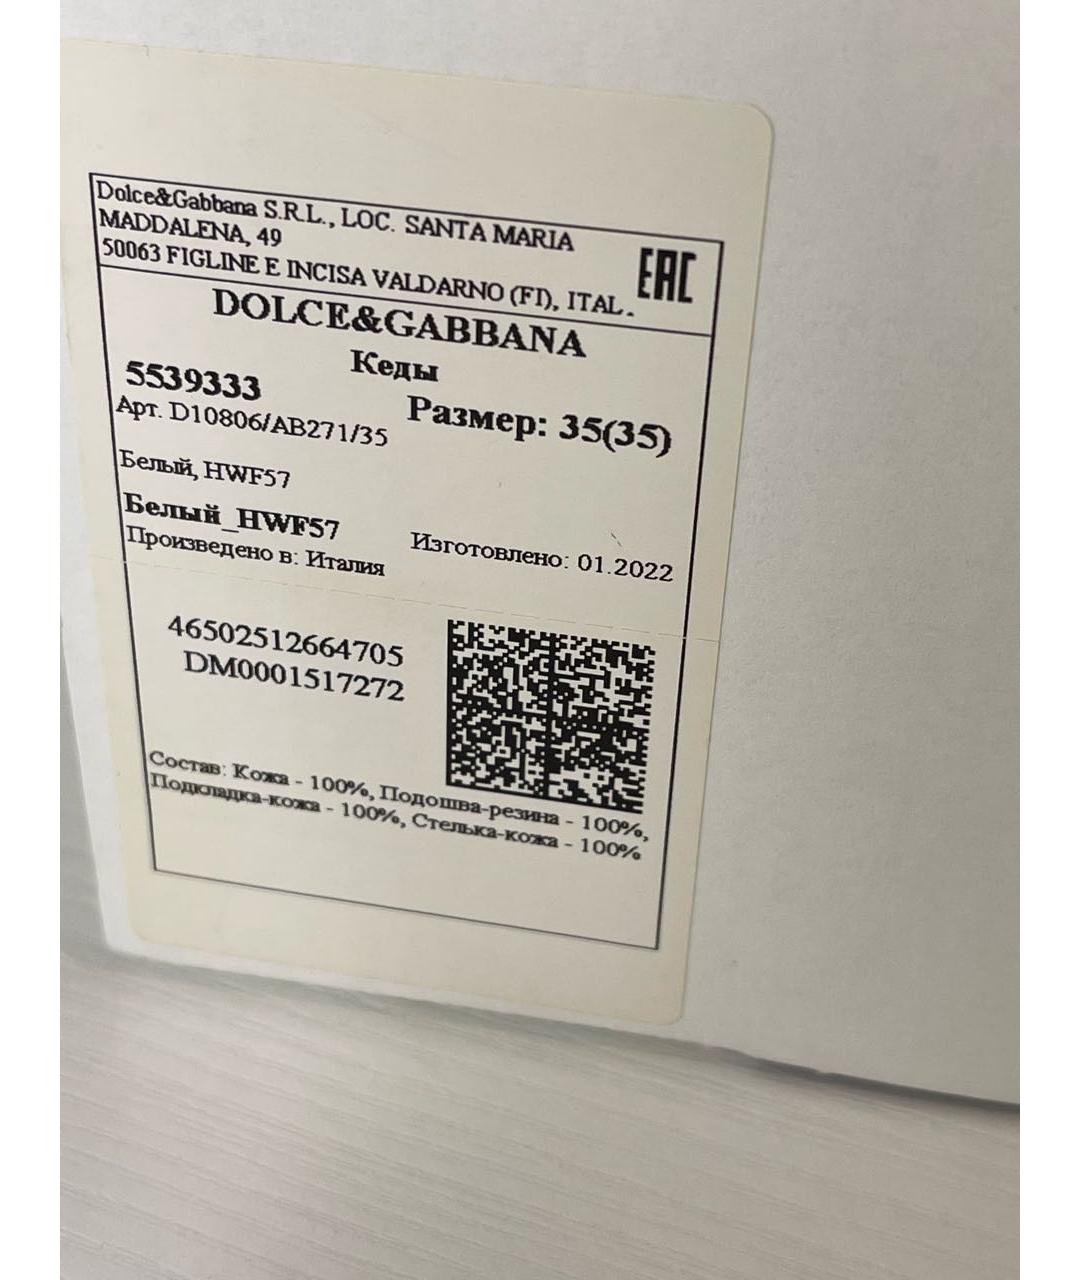 Dolce&Gabbana S.R.L., LOC. SANTA MARIA
MADDALENA, 49
50063 FIGLINE E INCISA VALDARNO (FI), ITAL.
EAC
DOLCE&GABBANA
Кеды
5539333
Размер: 35(35)
Арт. D10806/AB271/35
Белый, HWF57
Белый_HWF57
Изготовлено: 01.2022
Произведено в: Италия
46502512664705
DM0001517272
Состав: Кожа - 100%, Подошва-резина - 100%,
Подкладка-кожа - 100%, Стелька-кожа - 100%